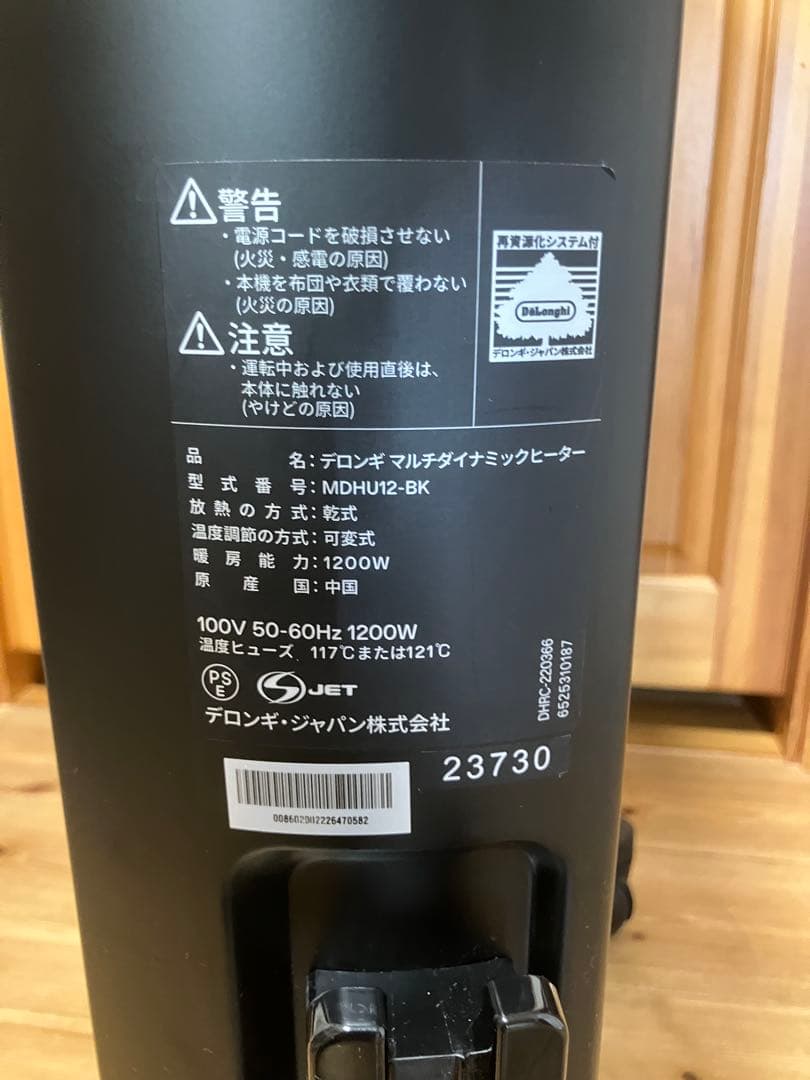 警告
・電源コードを破損させない
(火災・感電の原因)
・本機を布団や衣類で覆わない
(火災の原因)
注意
・運転中および使用直後は、
本体に触れない
(やけどの原因)
再資源化システム付
DeLonghi
デロンギ・ジャパン株式会社
品名：デロンギ マルチダイナミックヒーター
型式番号：MDHU12-BK
放熱の方式：乾式
温度調節の方式：可変式
暖房能力：1200W
原産国：中国
100V 50-60Hz 1200W
温度ヒューズ 117℃または121℃
PS
E
S JET
デロンギ・ジャパン株式会社
DHRC-220366
6525310187
23730